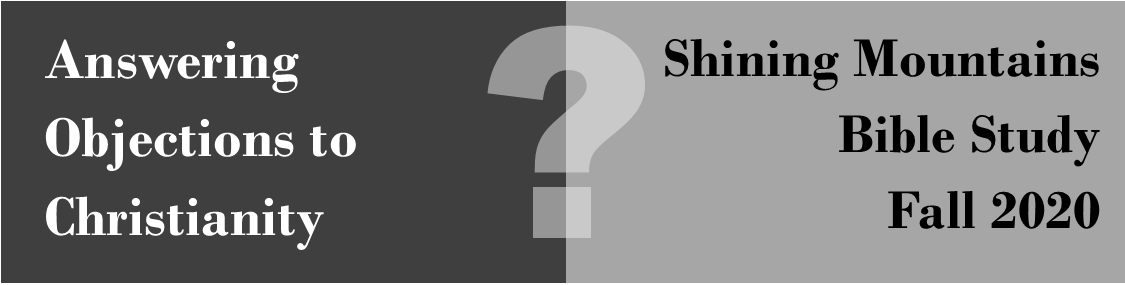 Answering
Objections to
Christianity
?
Shining Mountains
Bible Study
Fall 2020